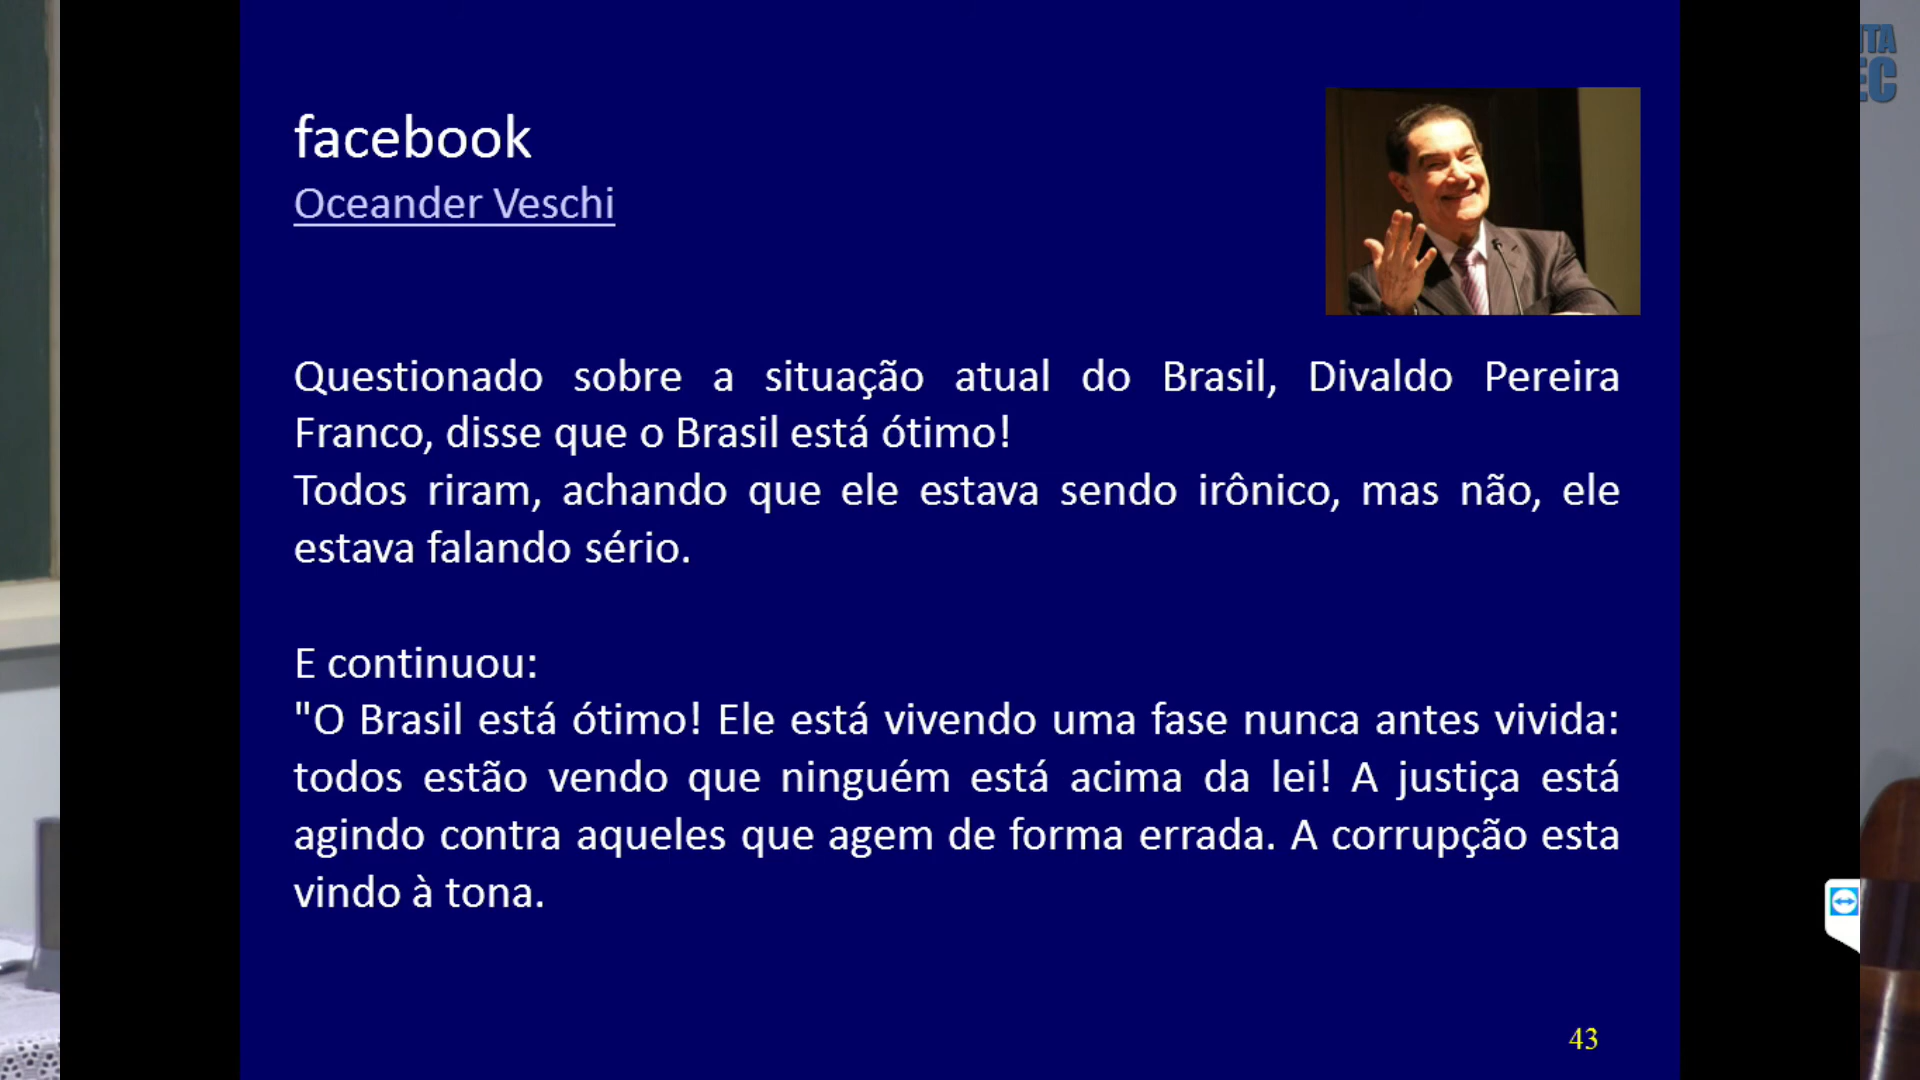 facebook
Oceander Veschi
Questionado sobre a situação atual do Brasil, Divaldo Pereira
Franco, disse que o Brasil está ótimo!
Todos riram, achando que ele estava sendo irônico, mas não, ele
estava falando sério.
E continuou:
"O Brasil está ótimo! Ele está vivendo uma fase nunca antes vivida:
todos estão vendo que ninguém está acima da lei! A justiça está
agindo contra aqueles que agem de forma errada. A corrupção esta
vindo à tona.
43